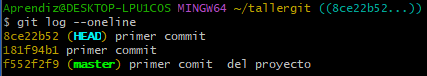 Aprendiz@DESKTOP-LPU1COS MINGW64 ~/tallergit ((8ce22b52...))
$ git log --oneline
8ce22b52 (HEAD) primer commit
181f94b1 primer commit
f552f2f9 (master) primer comit  del proyecto